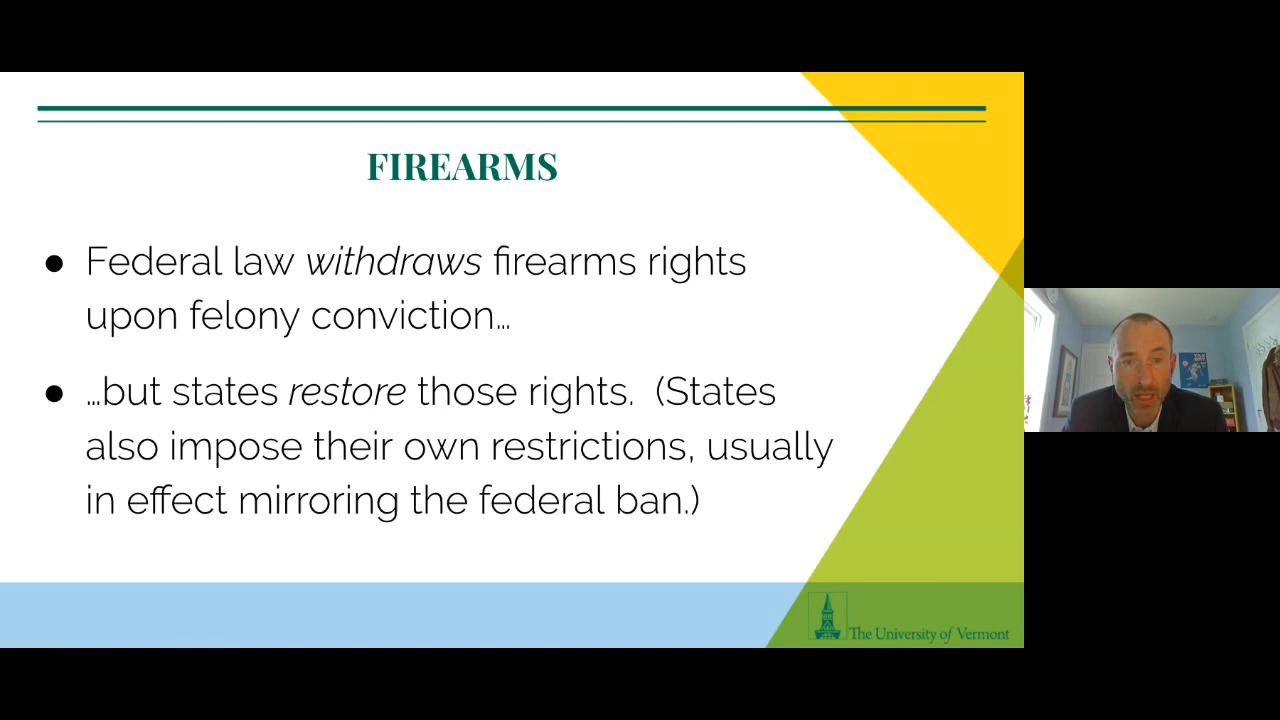 FIREARMS
● Federal law withdraws firearms rights
upon felony conviction…
● …but states restore those rights.  (States
also impose their own restrictions, usually
in effect mirroring the federal ban.)
The University of Vermont